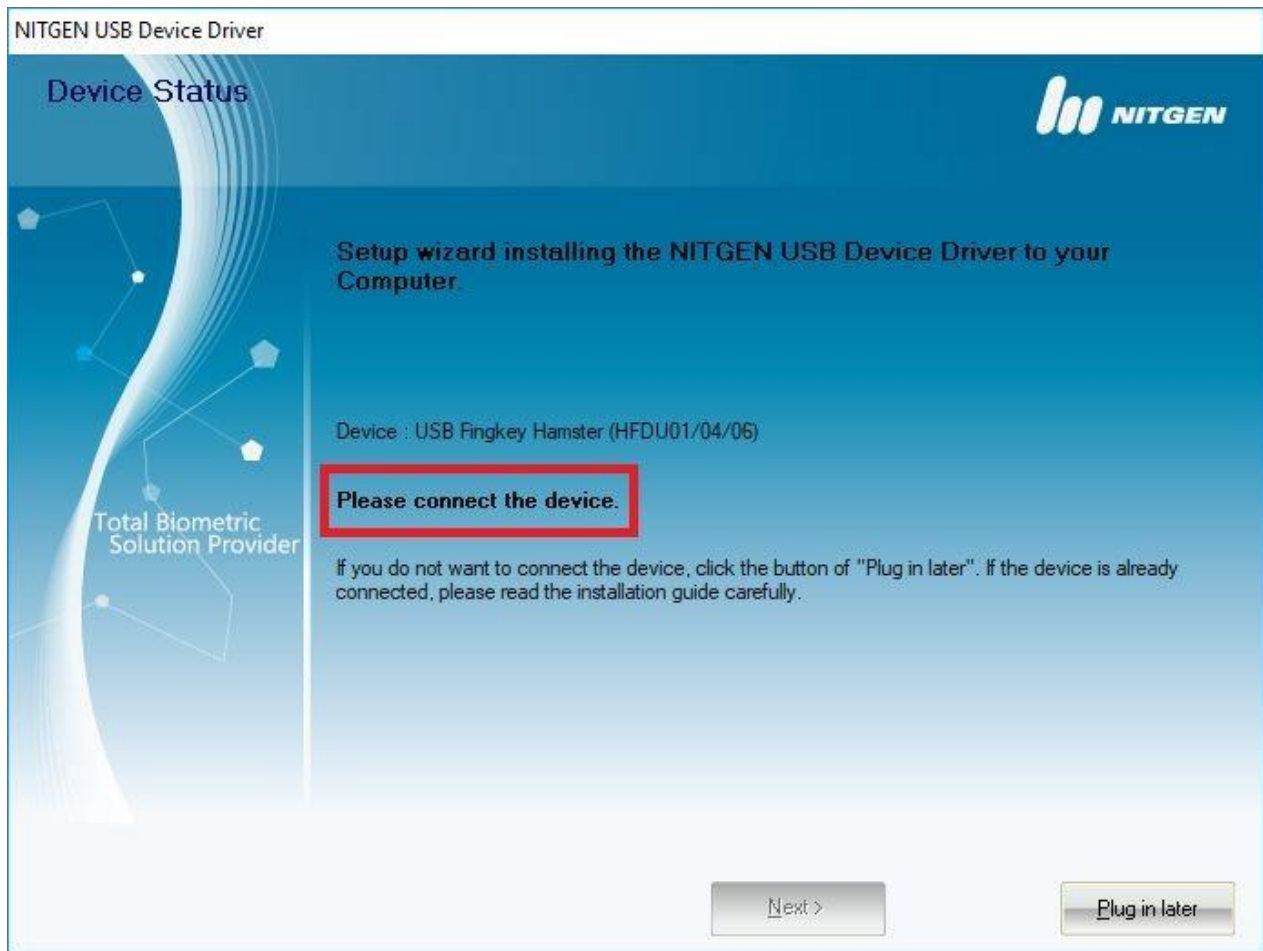 NITGEN USB Device Driver
Device Status
NITGEN
Setup wizard installing the NITGEN USB Device Driver to your
Computer.
Device : USB Fingkey Hamster (HFDU01/04/06)
Please connect the device.
Total Biometric
Solution Provider
If you do not want to connect the device, click the button of "Plug in later". If the device is already
connected, please read the installation guide carefully.
Next >
Plug in later